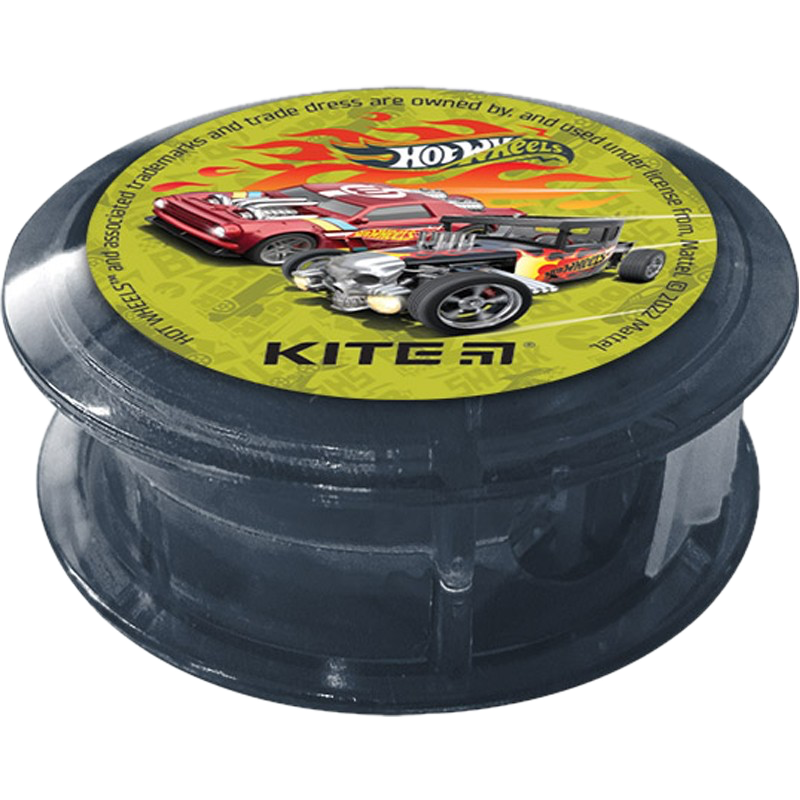 HOT WHEELS™ and associated trademarks and trade dress are owned by, and used under license from, Mattel © 2022 Mattel.
HOT WHEELS
HOT WHEELS
HOT WHEELS
KITE ®